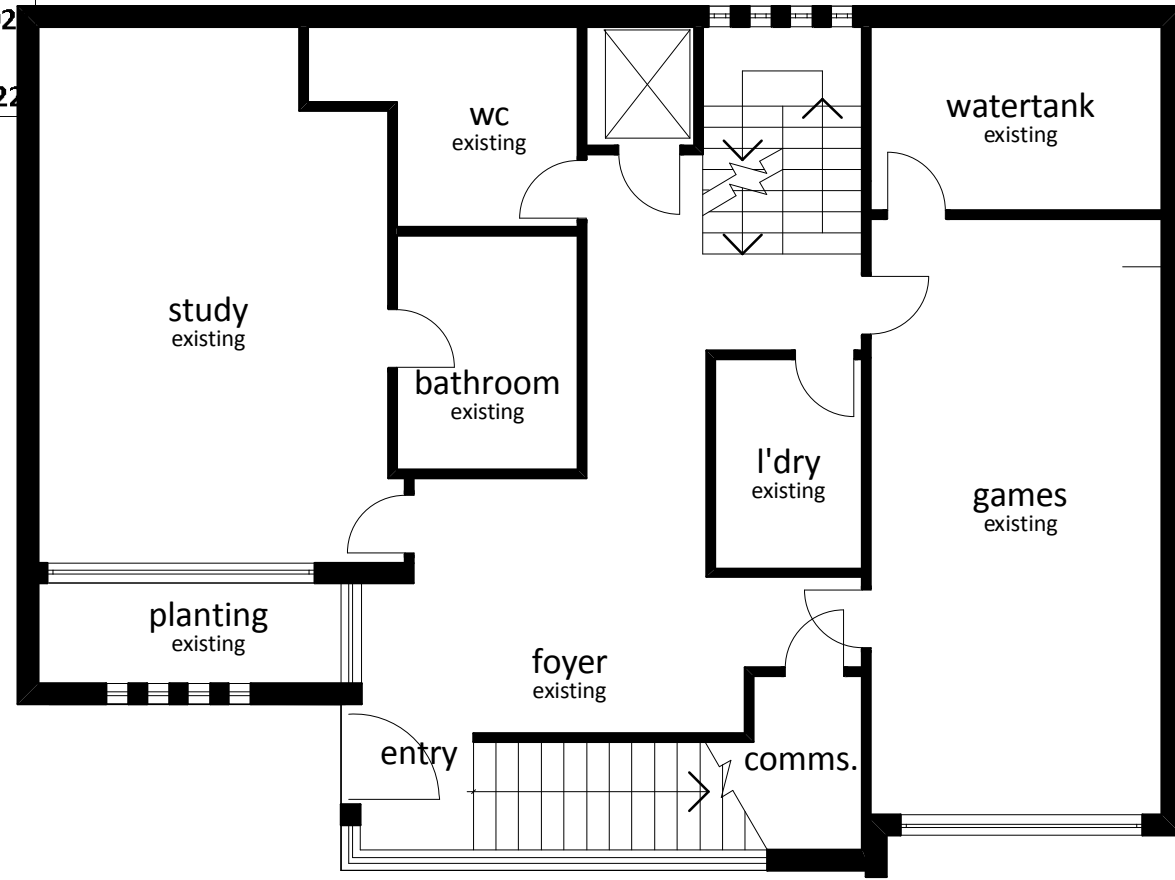 wc
existing
watertank
existing
study
existing
bathroom
existing
l'dry
existing
games
existing
planting
existing
foyer
existing
entry
comms.